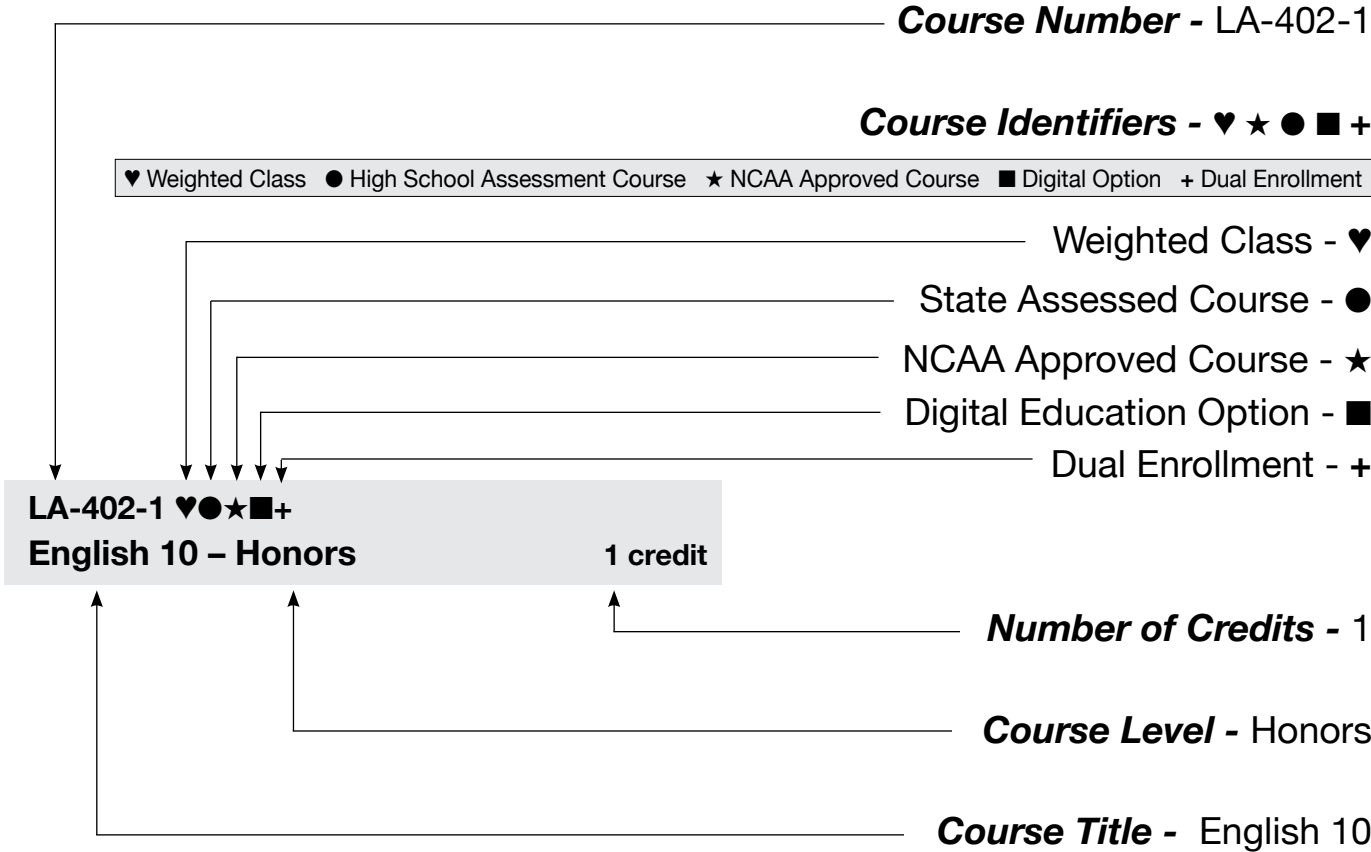 Course Number - LA-402-1
Course Identifiers - ♥ ★ ● ■ +
♥ Weighted Class ● High School Assessment Course ★ NCAA Approved Course ■ Digital Option + Dual Enrollment
Weighted Class - ♥
State Assessed Course - ●
NCAA Approved Course - ★
Digital Education Option - ■
Dual Enrollment - +
LA-402-1 ♥●★■+
English 10 – Honors 1 credit
Number of Credits - 1
Course Level - Honors
Course Title - English 10